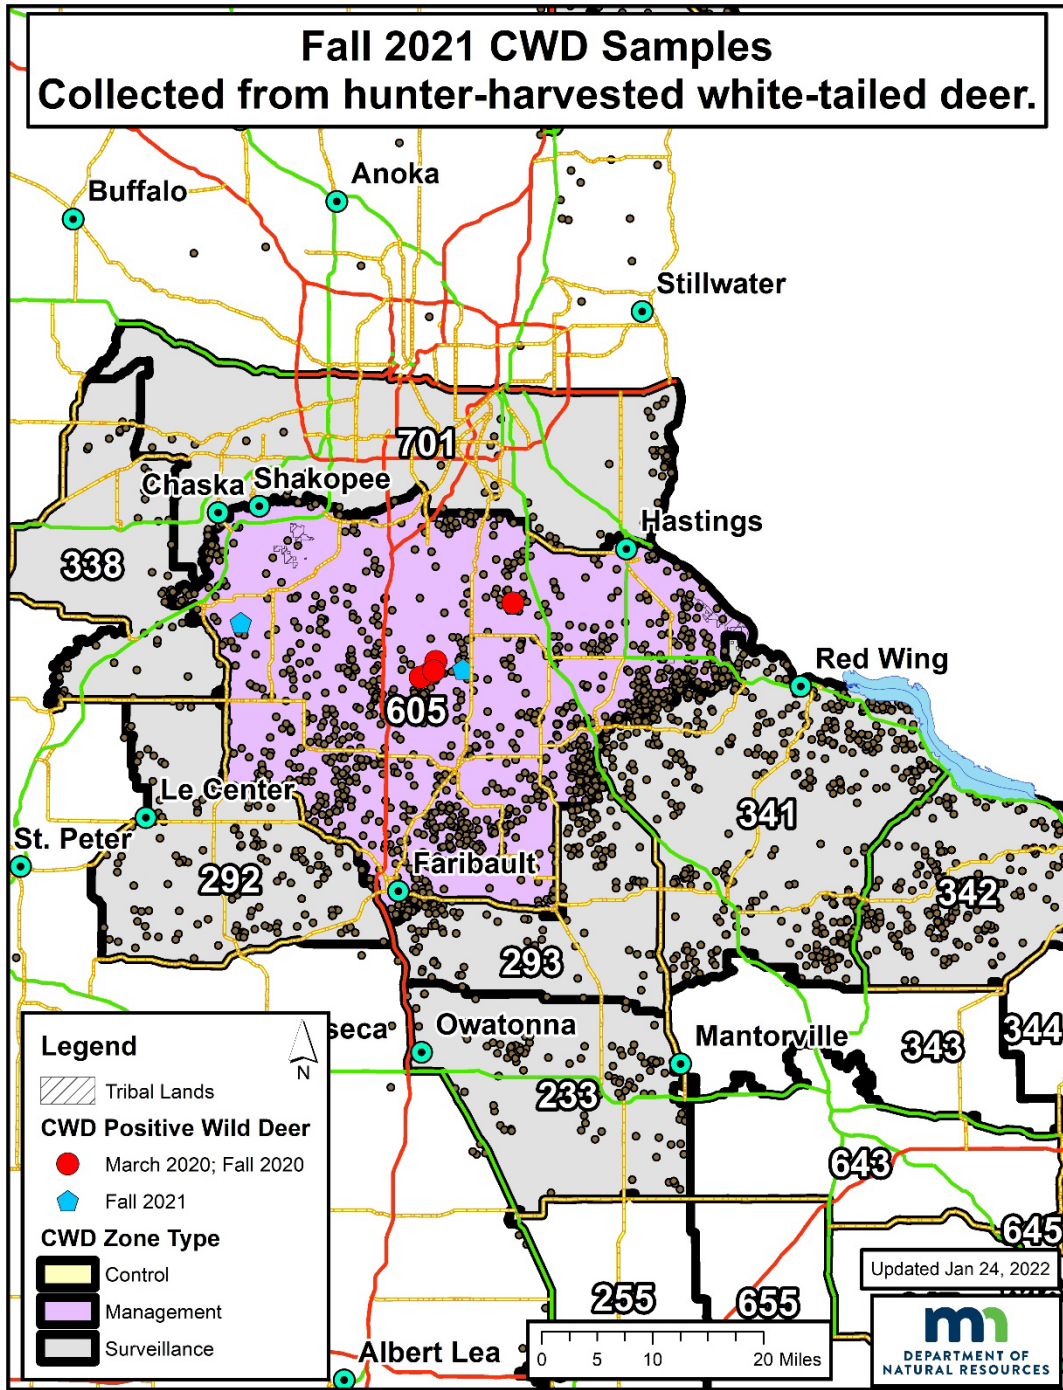 Fall 2021 CWD Samples
Collected from hunter-harvested white-tailed deer.
Buffalo
Anoka
Stillwater
701
Chaska
Shakopee
Hastings
338
Red Wing
605
Le Center
341
St. Peter
Faribault
292
342
293
seca
Owatonna
Mantorville
343
344
233
643
645
255
655
Albert Lea
Legend
N
Tribal Lands
CWD Positive Wild Deer
March 2020; Fall 2020
Fall 2021
CWD Zone Type
Control
Management
Surveillance
Updated Jan 24, 2022
0 5 10 20 Miles
mn
DEPARTMENT OF
NATURAL RESOURCES